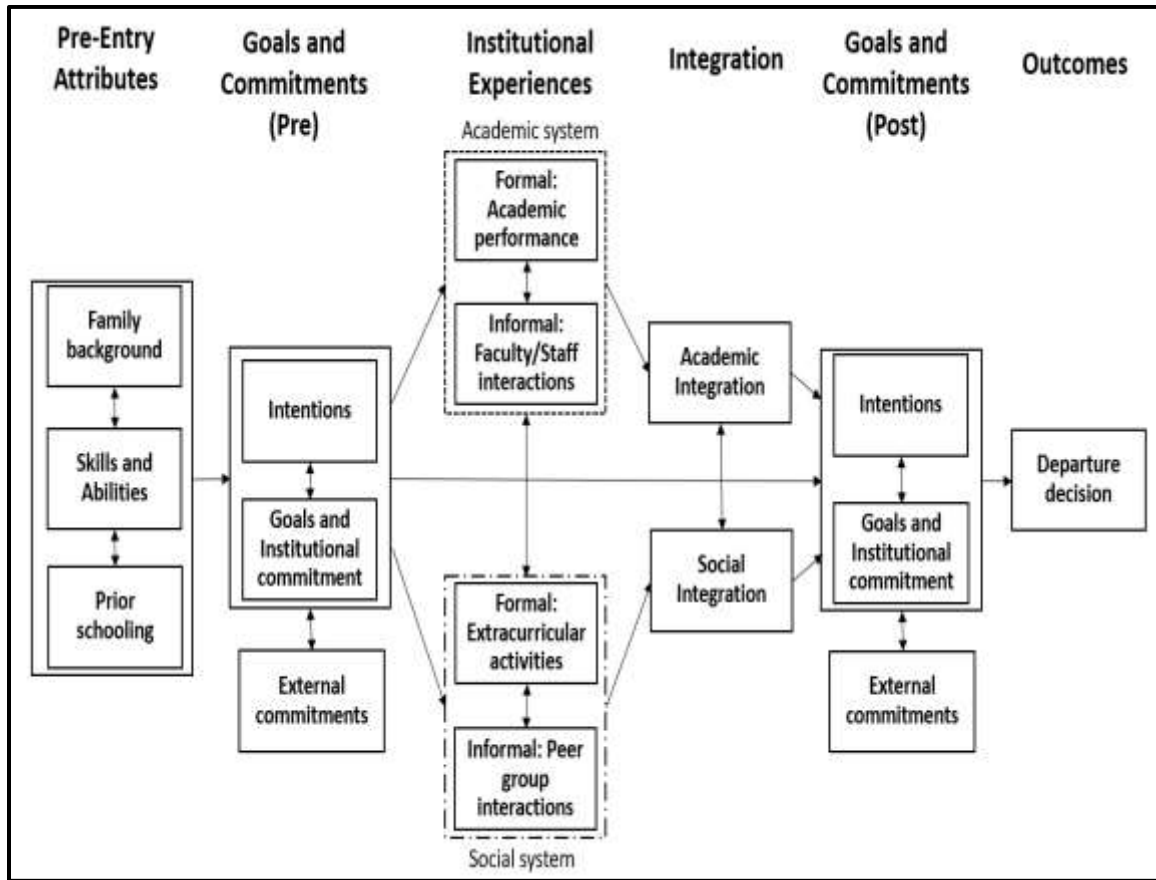 Pre-Entry
Attributes
Goals and
Commitments
(Pre)
Institutional
Experiences
Integration
Goals and
Commitments
(Post)
Outcomes
Academic system
Formal:
Academic
performance
Informal:
Faculty/Staff
interactions
Family
background
Skills and
Abilities
Prior
schooling
Intentions
Goals and
Institutional
commitment
External
commitments
Formal:
Extracurricular
activities
Informal: Peer
group
interactions
Social system
Academic
Integration
Social
Integration
Intentions
Goals and
Institutional
commitment
External
commitments
Departure
decision